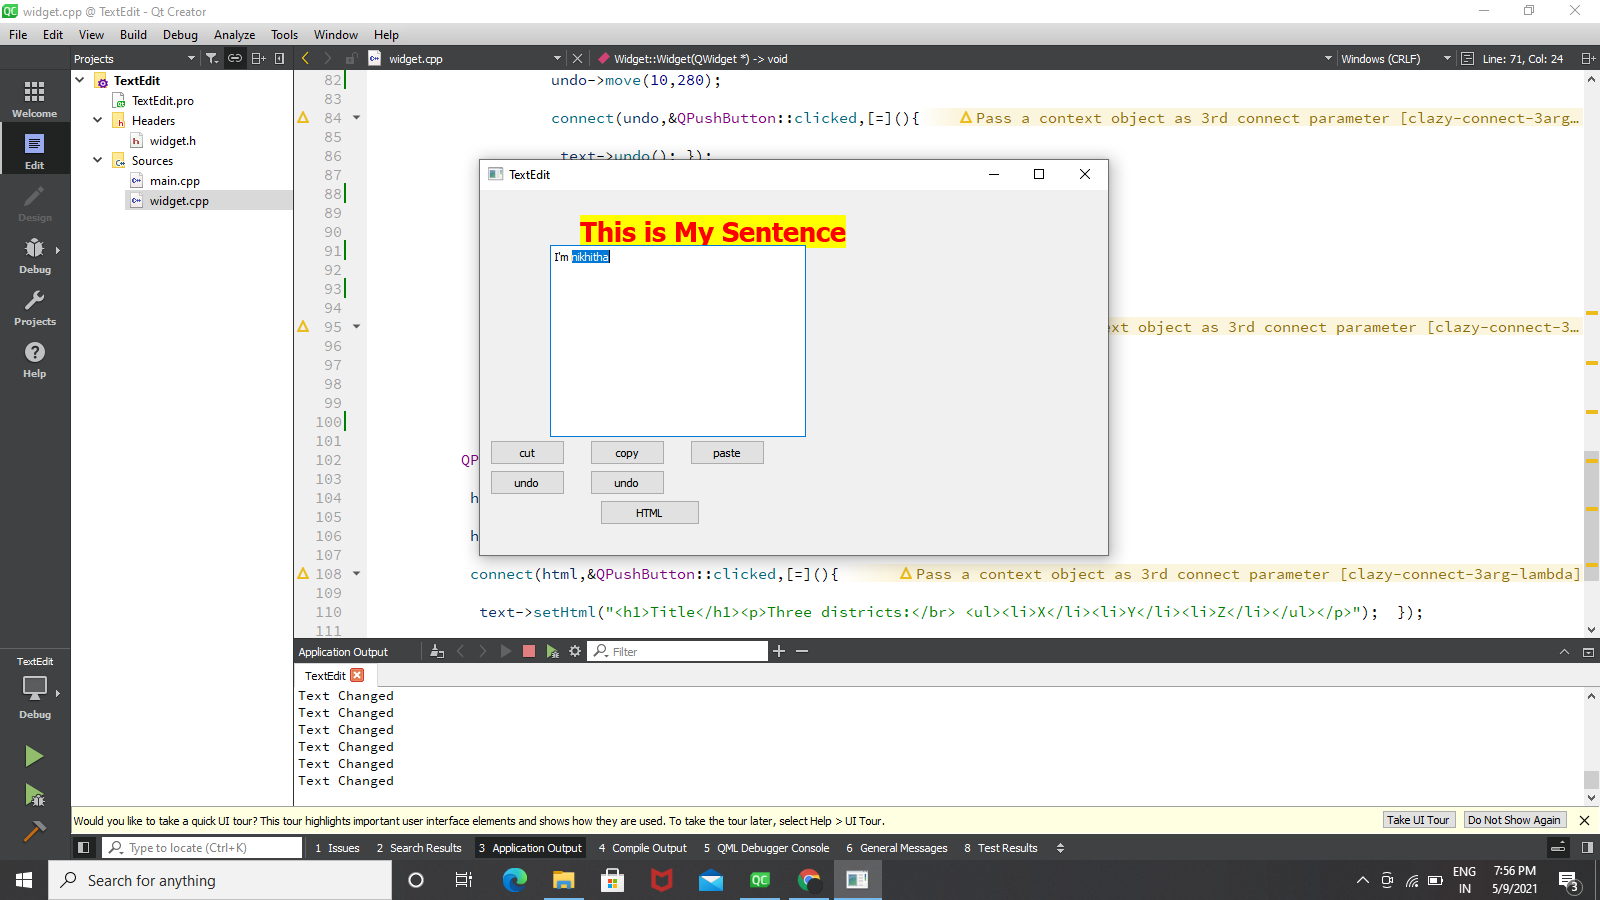 widget.cpp @ TextEdit - Qt Creator
File Edit View Build Debug Analyze Tools Window Help
Projects widget.cpp Widget::Widget(QWidget *) -> void Windows (CRLF) Line: 71, Col: 24
Welcome
Edit
Design
Debug
Projects
Help
TextEdit
TextEdit.pro
Headers
widget.h
Sources
main.cpp
widget.cpp
82 undo->move(10,280);
83
84 connect(undo,&QPushButton::clicked,[=](){ Pass a context object as 3rd connect parameter [clazy-connect-3arg…
85
86 text->undo(); });
87
88
89
90
91
92
93
94
95 ext object as 3rd connect parameter [clazy-connect-3…
96
97
98
99
100
101
102 QP
103
104 h
105
106 h
107
108 connect(html,&QPushButton::clicked,[=](){ Pass a context object as 3rd connect parameter [clazy-connect-3arg-lambda]
109
110 text->setHtml("<h1>Title</h1><p>Three districts:</br> <ul><li>X</li><li>Y</li><li>Z</li></ul></p>"); });
111
TextEdit
This is My Sentence
I'm nikhitha
cut copy paste
undo undo
HTML
Application Output Filter
TextEdit
Text Changed
Text Changed
Text Changed
Text Changed
Text Changed
Text Changed
TextEdit
Debug
Would you like to take a quick UI tour? This tour highlights important user interface elements and shows how they are used. To take the tour later, select Help > UI Tour. Take UI Tour Do Not Show Again
Type to locate (Ctrl+K) 1 Issues 2 Search Results 3 Application Output 4 Compile Output 5 QML Debugger Console 6 General Messages 8 Test Results
Search for anything
QC
ENG
IN
7:56 PM
5/9/2021
3